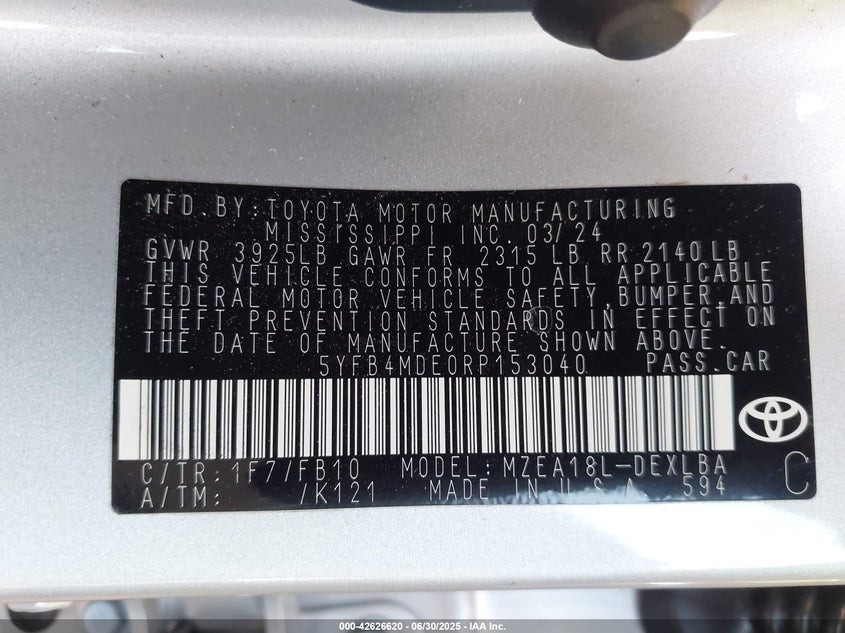 MFD.BY:TOYOTA MOTOR MANUFACTURING
MISSISSIPPI INC. 03/24
GVWR 3925LB GAWR FR 2315 LB RR 2140 LB
THIS VEHICLE CONFORMS TO ALL APPLICABLE
FEDERAL MOTOR VEHICLE SAFETY,BUMPER,AND
THEFT PREVENTION STANDARDS IN EFFECT ON
THE DATE OF MANUFACTURE SHOWN ABOVE.
5YFB4MDE0RP153040 PASS.CAR
C/TR:1F7/FB10 MODEL:MZEA18L-DEXLBA
A/TM: /K121 MADE IN U.S.A. 594 C
000-42626620 - 06/30/2025 - IAA Inc.